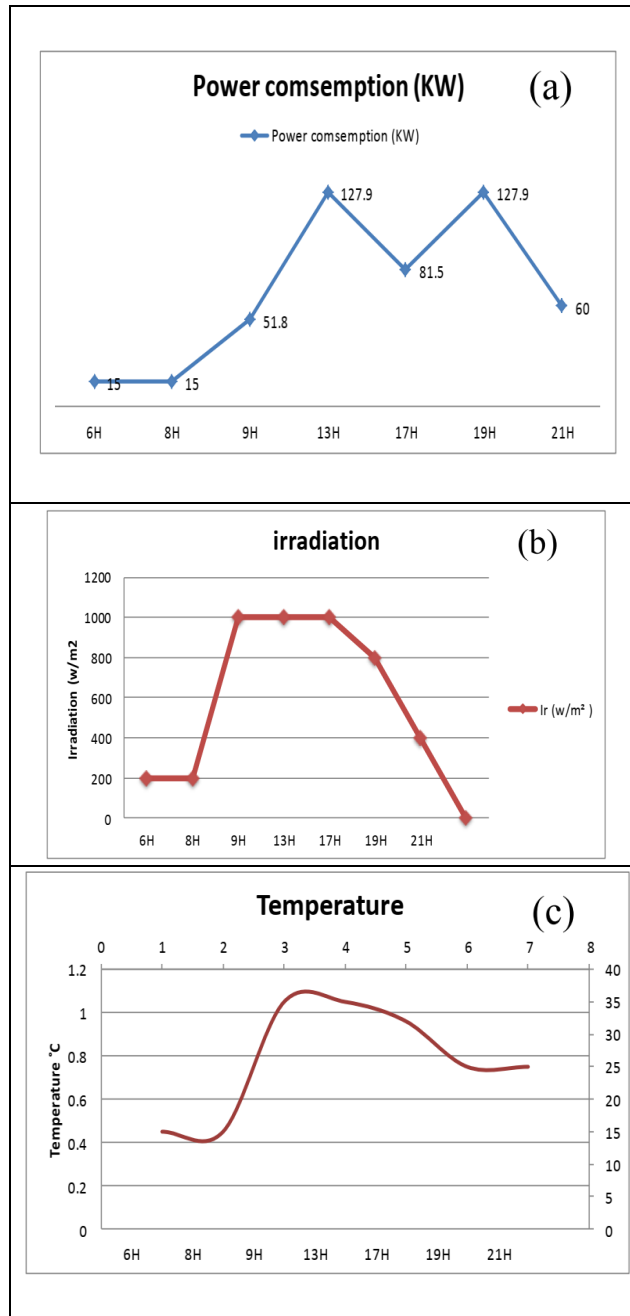 Power comsemption (KW) (a)
Power comsemption (KW)
127.9 127.9
81.5
51.8 60
15 15
6H 8H 9H 13H 17H 19H 21H
irradiation (b)
1200
1000
800
600
400
200
0
Irradiation (w/m2
Ir (w/m² )
6H 8H 9H 13H 17H 19H 21H
Temperature (c)
0 1 2 3 4 5 6 7 8
1.2 40
35
1 30
0.8 25
20
0.6
15
0.4
10
0.2 5
0 0
Temperature °C
6H 8H 9H 13H 17H 19H 21H